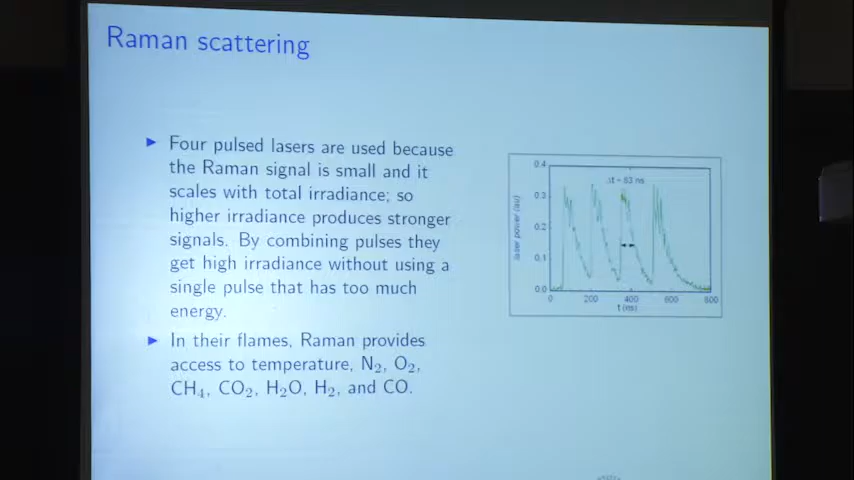 Raman scattering
▶ Four pulsed lasers are used because
the Raman signal is small and it
scales with total irradiance; so
higher irradiance produces stronger
signals. By combining pulses they
get high irradiance without using a
single pulse that has too much
energy.
▶ In their flames, Raman provides
access to temperature, N₂, O₂,
CH₄, CO₂, H₂O, H₂, and CO.
laser power (au)
0.4
0.3
0.2
0.1
0.0
Δt ~ 63 ns
0 200 400 600 800
t (ns)